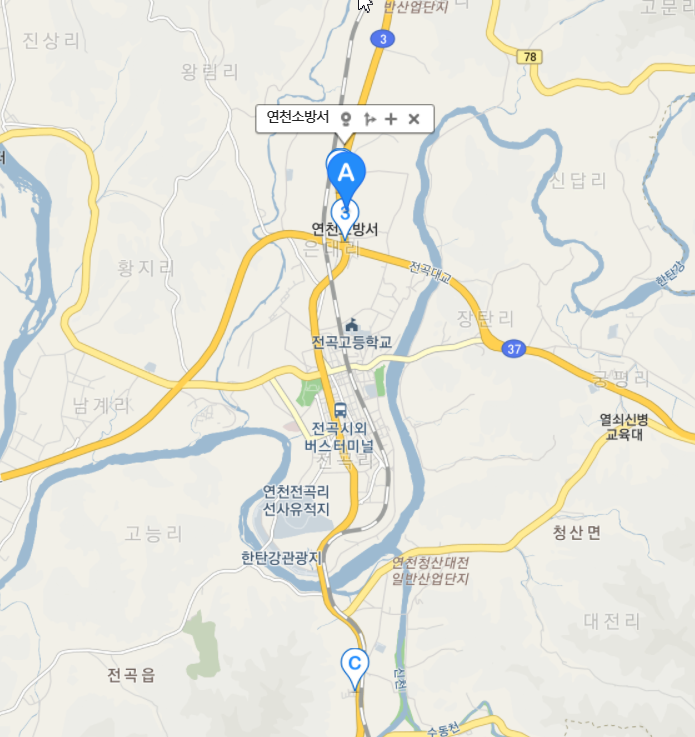 반산업단지
고문리
진상리
3
78
왕림리
연천소방서
A
신답리
3
연천소방서
은대리
황지리
전곡대교
한탄강
장탄리
전곡고등학교
37
궁평리
남계리
열쇠신병
교육대
전곡시외
버스터미널
전곡리
연천전곡리
선사유적지
고능리
청산면
한탄강관광지
연천청산대전
일반산업단지
대전리
C
전곡읍
신천
수동천